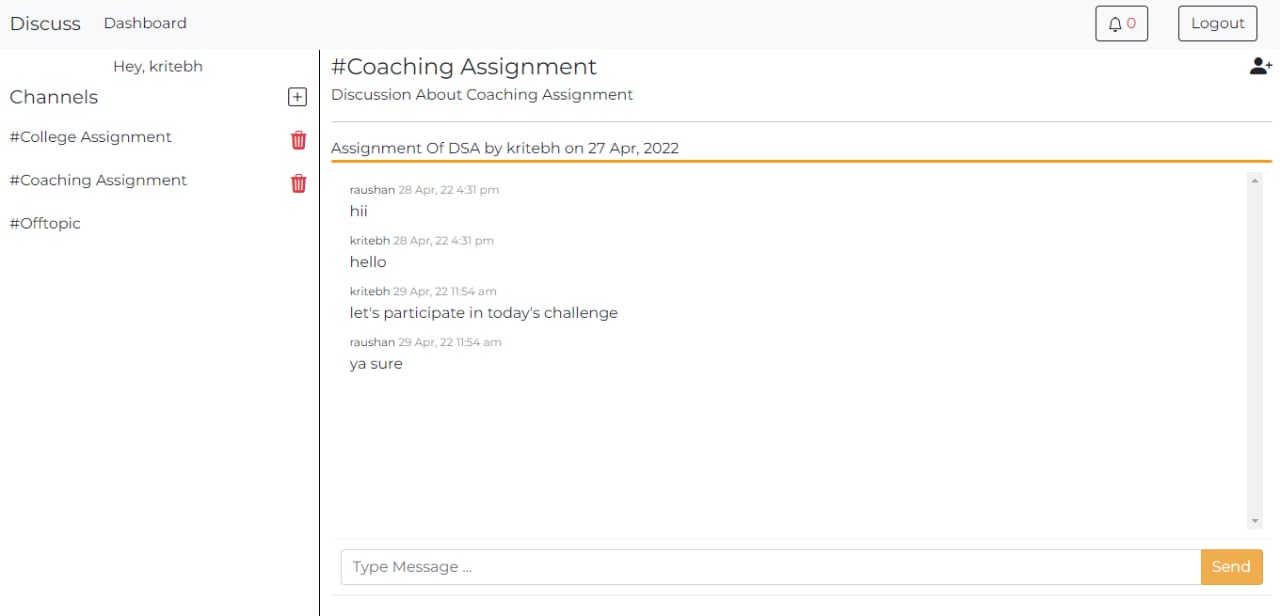 Discuss Dashboard 0 Logout
Hey, kritebh
Channels
#College Assignment
#Coaching Assignment
#Offtopic
#Coaching Assignment
Discussion About Coaching Assignment
Assignment Of DSA by kritebh on 27 Apr, 2022
raushan 28 Apr, 22 4:31 pm
hii
kritebh 28 Apr, 22 4:31 pm
hello
kritebh 29 Apr, 22 11:54 am
let's participate in today's challenge
raushan 29 Apr, 22 11:54 am
ya sure
Type Message ... Send